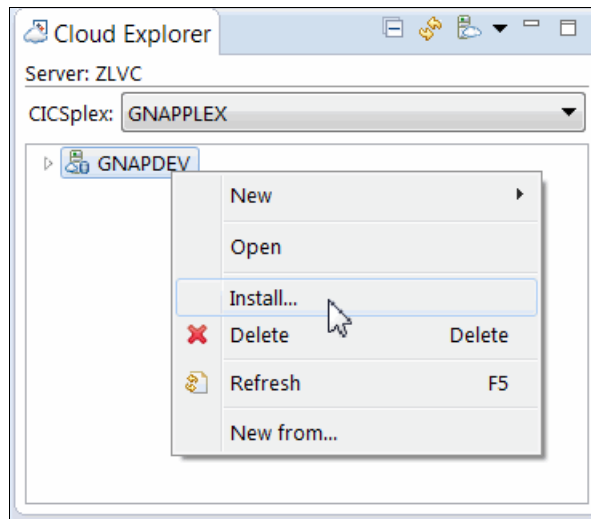 Cloud Explorer
Server: ZLVC
CICSplex: GNAPPLEX
GNAPDEV
New
Open
Install...
Delete Delete
Refresh F5
New from...